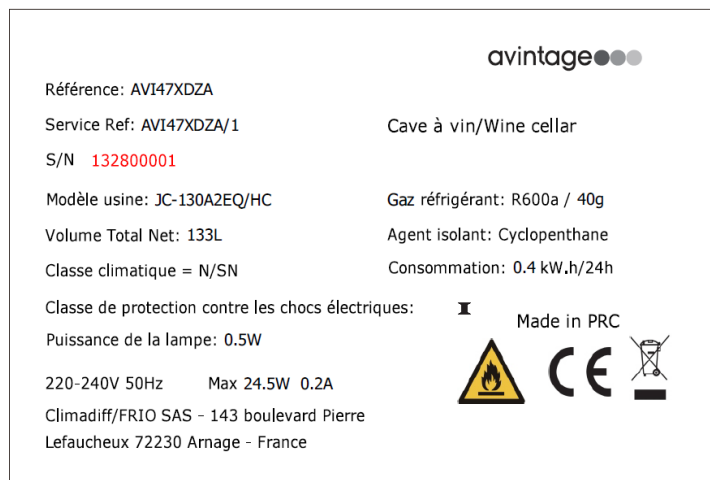 avintage
Référence: AVI47XDZA
Service Ref: AVI47XDZA/1
Cave à vin/Wine cellar
S/N 132800001
Modèle usine: JC-130A2EQ/HC
Gaz réfrigérant: R600a / 40g
Volume Total Net: 133L
Agent isolant: Cyclopenthane
Classe climatique = N/SN
Consommation: 0.4 kW.h/24h
Classe de protection contre les chocs électriques: I
Made in PRC
Puissance de la lampe: 0.5W
CE
220-240V 50Hz Max 24.5W 0.2A
Climadiff/FRIO SAS - 143 boulevard Pierre
Lefaucheux 72230 Arnage - France